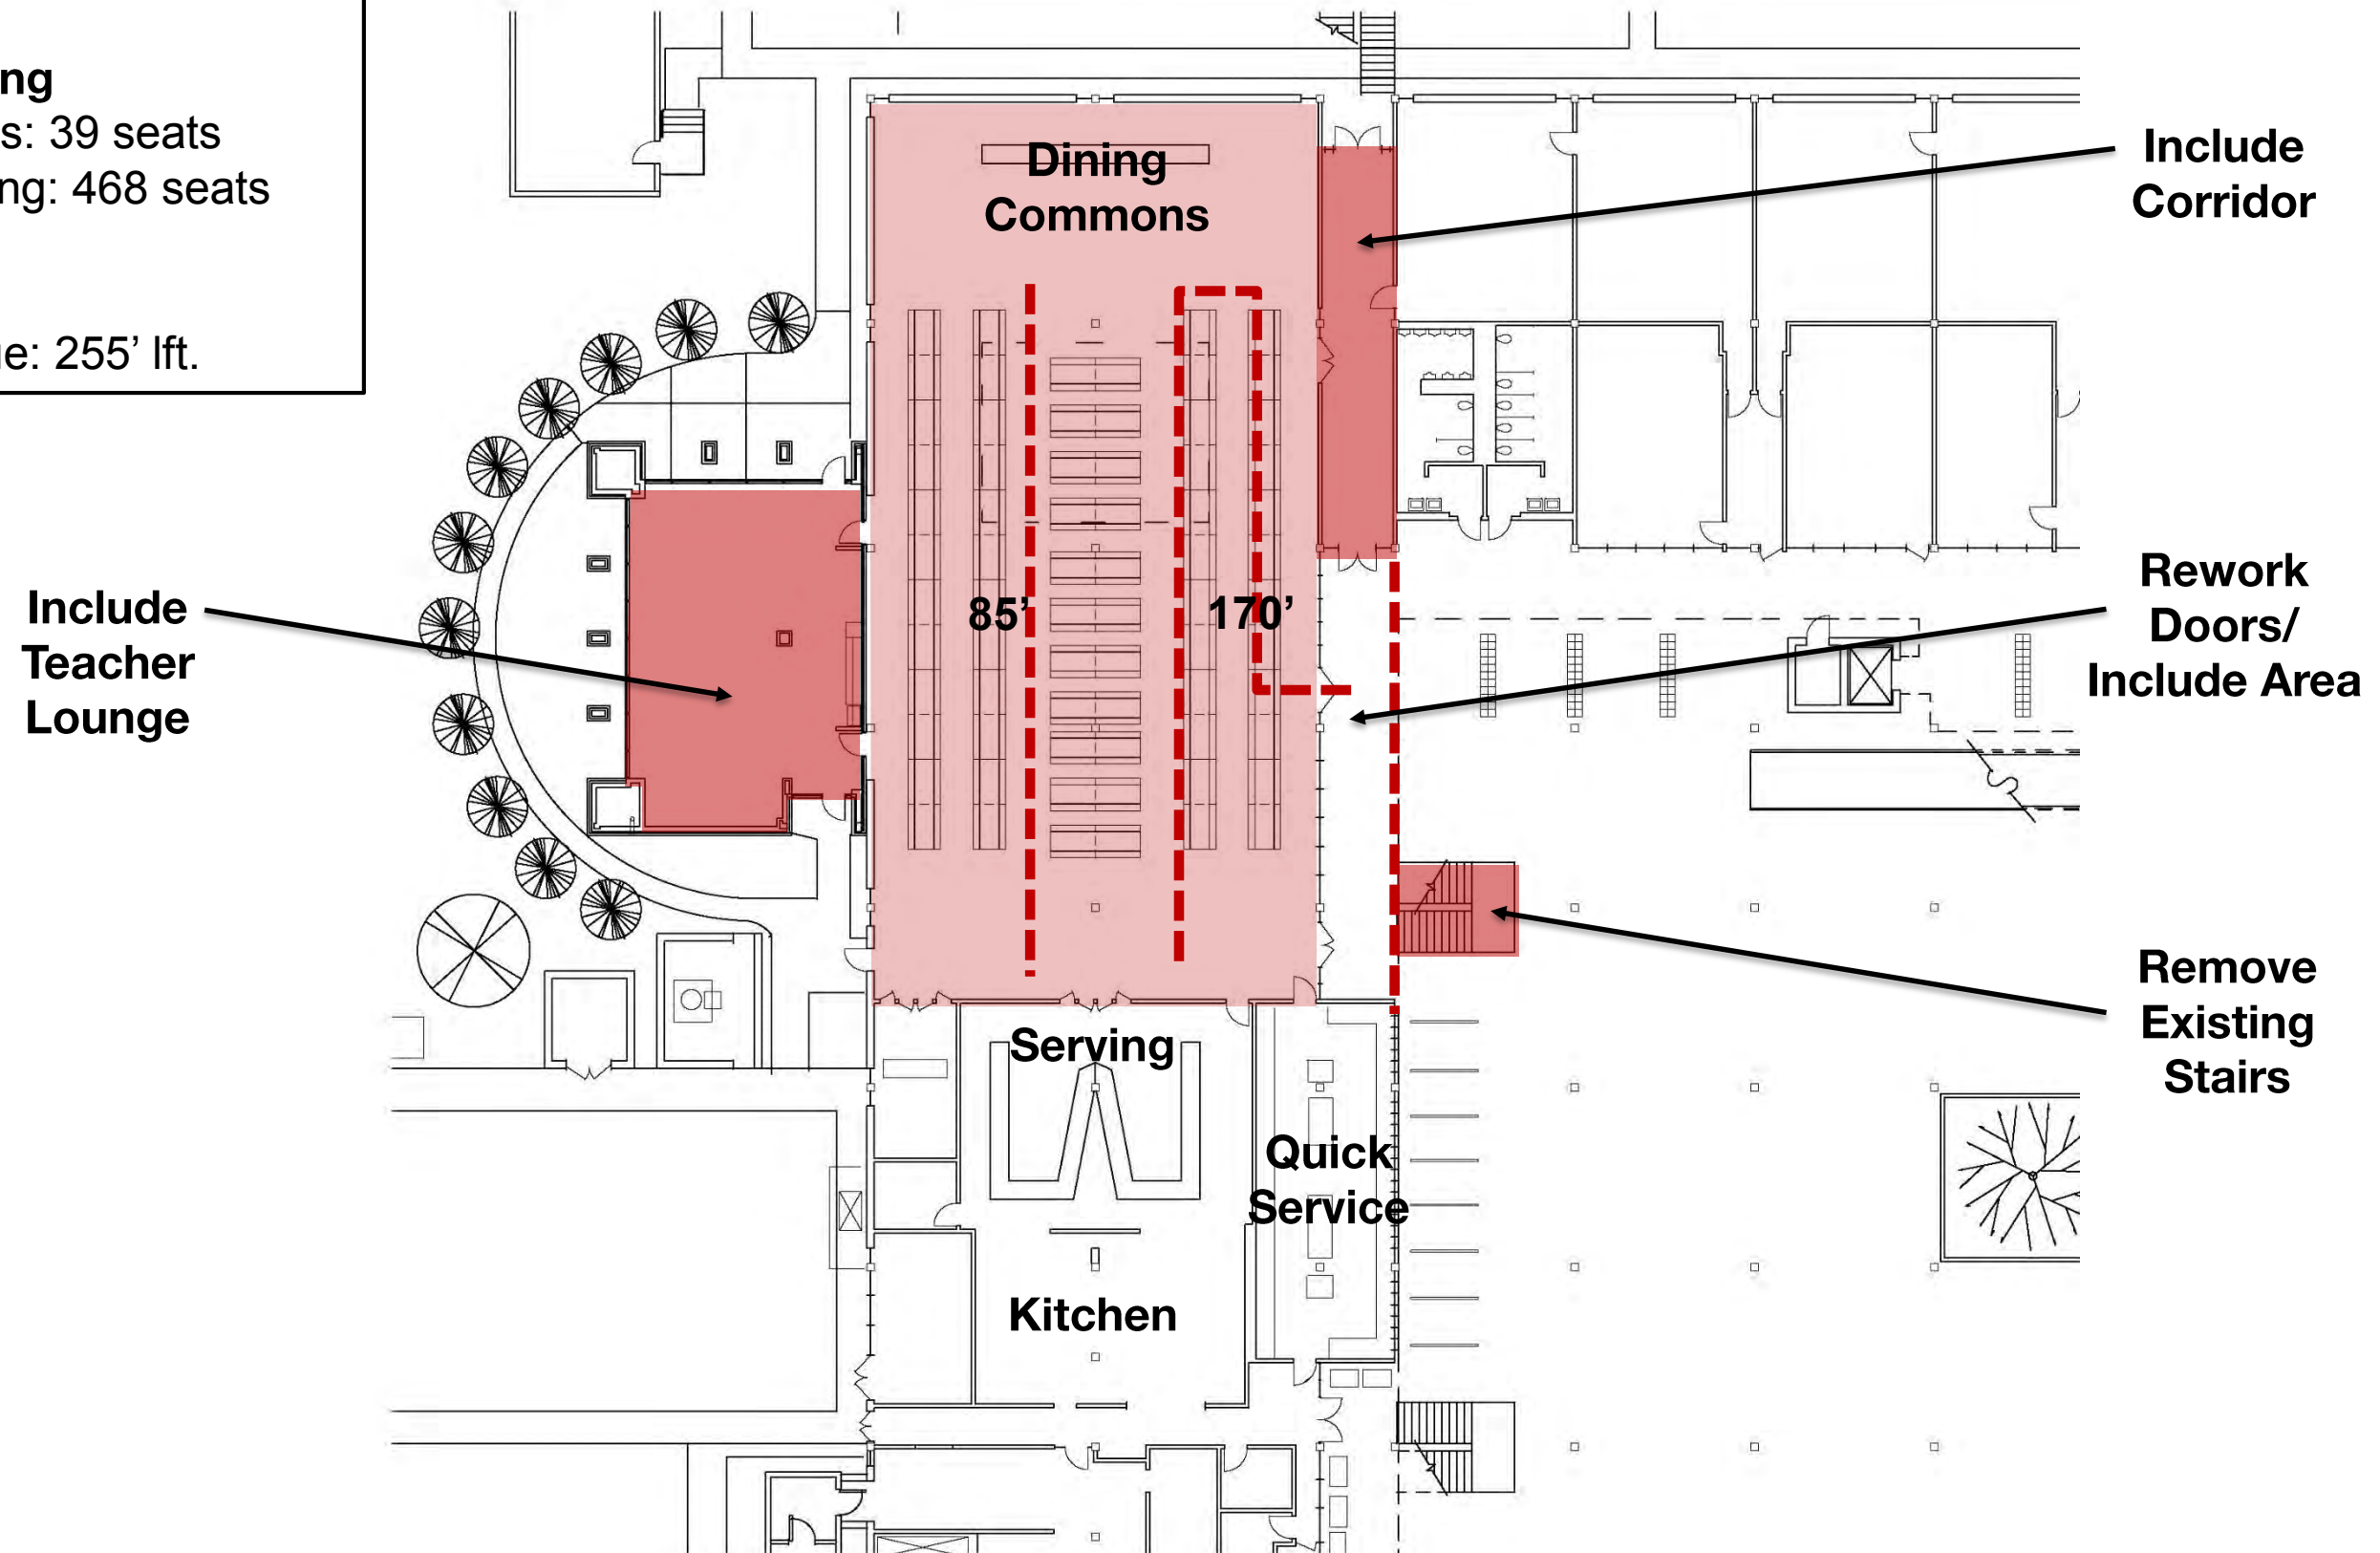 ng
s: 39 seats
ng: 468 seats
e: 255’ lft.
Dining
Commons
Include
Corridor
85’
170’
Include
Teacher
Lounge
Rework
Doors/
Include Area
Remove
Existing
Stairs
Serving
Quick
Service
Kitchen